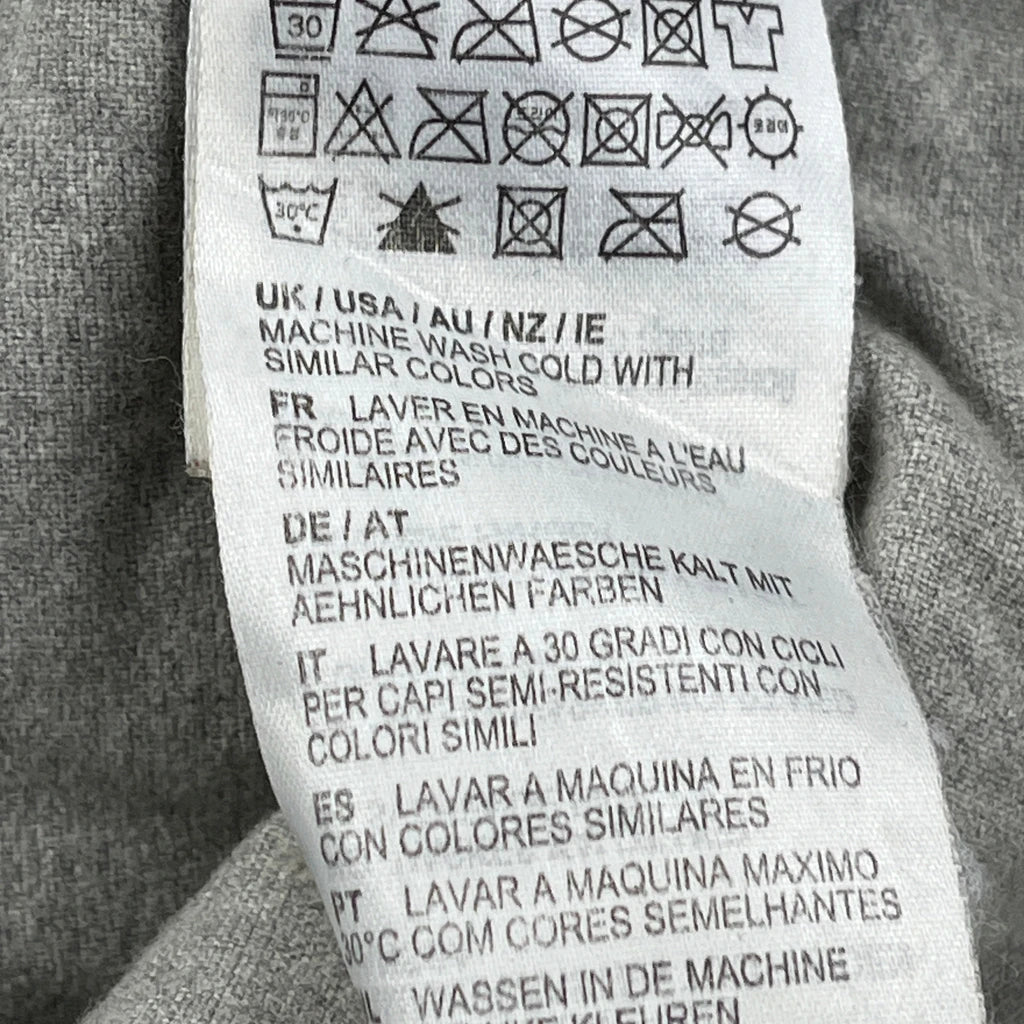 30
30°C
UK / USA / AU / NZ / IE
MACHINE WASH COLD WITH
SIMILAR COLORS
FR LAVER EN MACHINE A L'EAU
FROIDE AVEC DES COULEURS
SIMILAIRES
DE / AT
MASCHINENWAESCHE KALT MIT
AEHNLICHEN FARBEN
IT LAVARE A 30 GRADI CON CICLI
PER CAPI SEMI-RESISTENTI CON
COLORI SIMILI
ES LAVAR A MAQUINA EN FRIO
CON COLORES SIMILARES
PT LAVAR A MAQUINA MAXIMO
30°C COM CORES SEMELHANTES
WASSEN IN DE MACHINE
KLEUREN